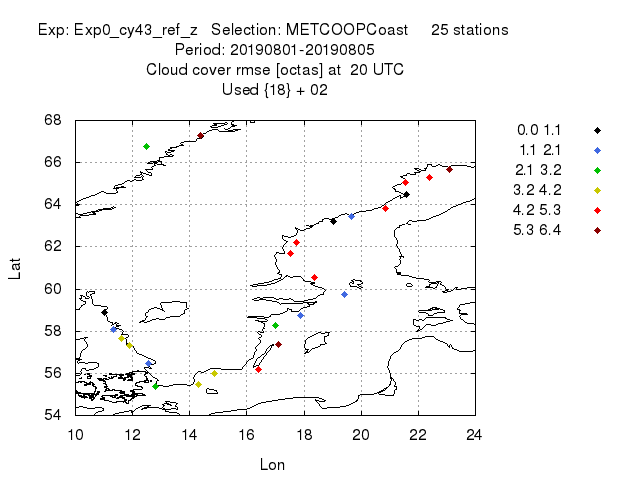 Exp: Exp0_cy43_ref_z   Selection: METCOOPCoast     25 stations
Period: 20190801-20190805
Cloud cover rmse [octas] at  20 UTC
Used {18} + 02
0.0 1.1
1.1 2.1
2.1 3.2
3.2 4.2
4.2 5.3
5.3 6.4
Lat
68
66
64
62
60
58
56
54
10 12 14 16 18 20 22 24
Lon